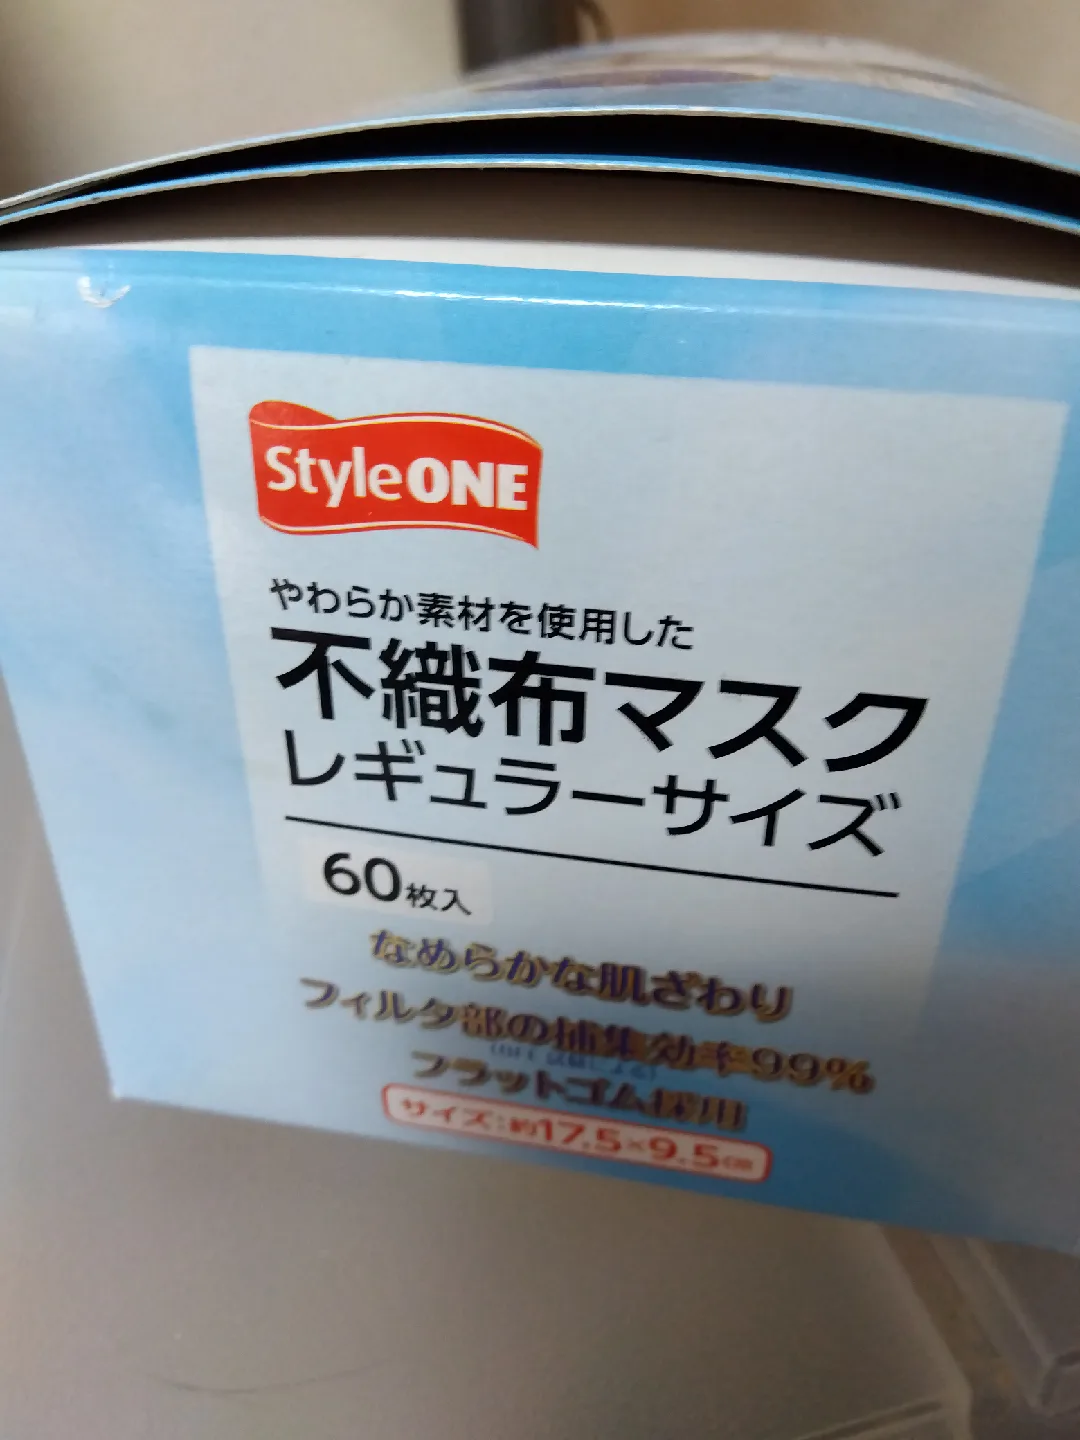 StyleONE
やわらか素材を使用した
不織布マスク
レギュラーサイズ
60枚入
なめらかな肌ざわり
フィルタ部の捕集効率99%
フラットゴム採用
サイズ:約17.5×9.5cm